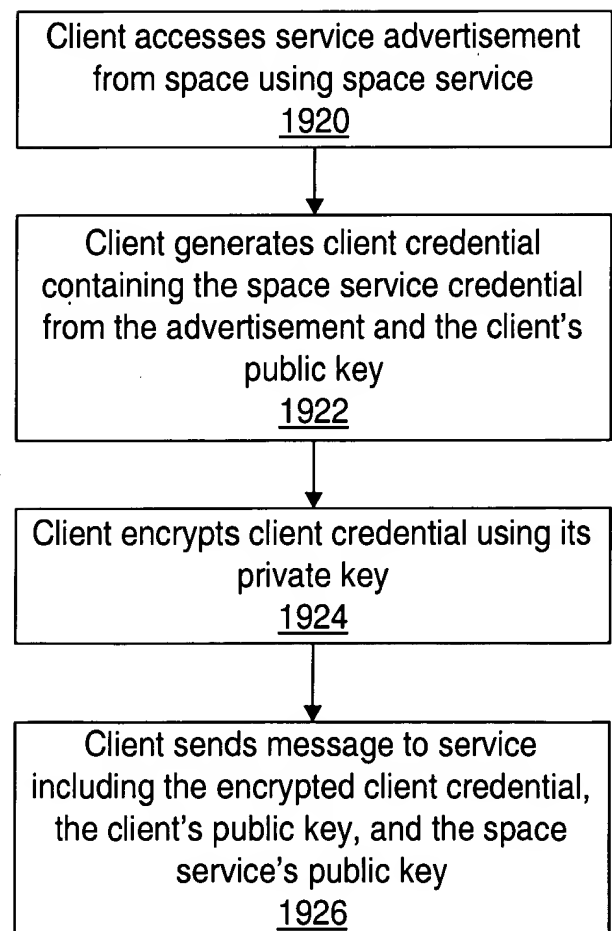 Client accesses service advertisement
from space using space service
1920
Client generates client credential
containing the space service credential
from the advertisement and the client's
public key
1922
Client encrypts client credential using its
private key
1924
Client sends message to service
including the encrypted client credential,
the client's public key, and the space
service's public key
1926